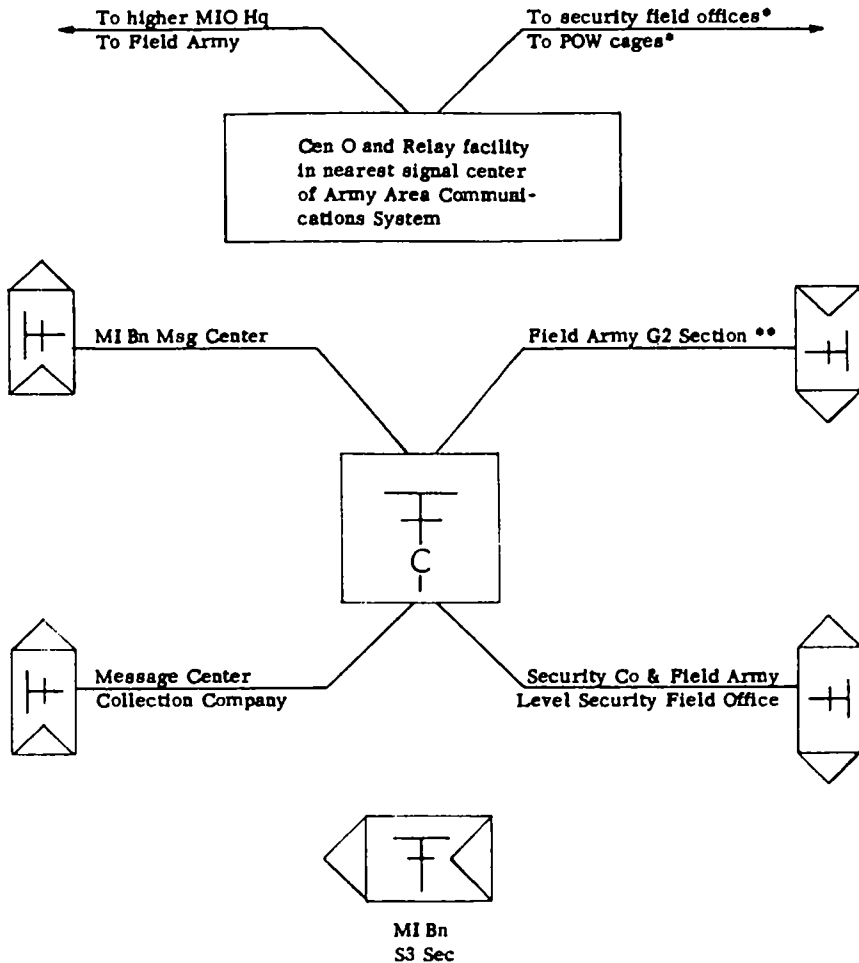 To higher MIO Hq
To Field Army
To security field offices*
To POW cages*
Cen O and Relay facility
in nearest signal center
of Army Area Communi-
cations System
MI Bn Msg Center
Field Army G2 Section **
C
Message Center
Collection Company
Security Co & Field Army
Level Security Field Office
MI Bn
S3 Sec